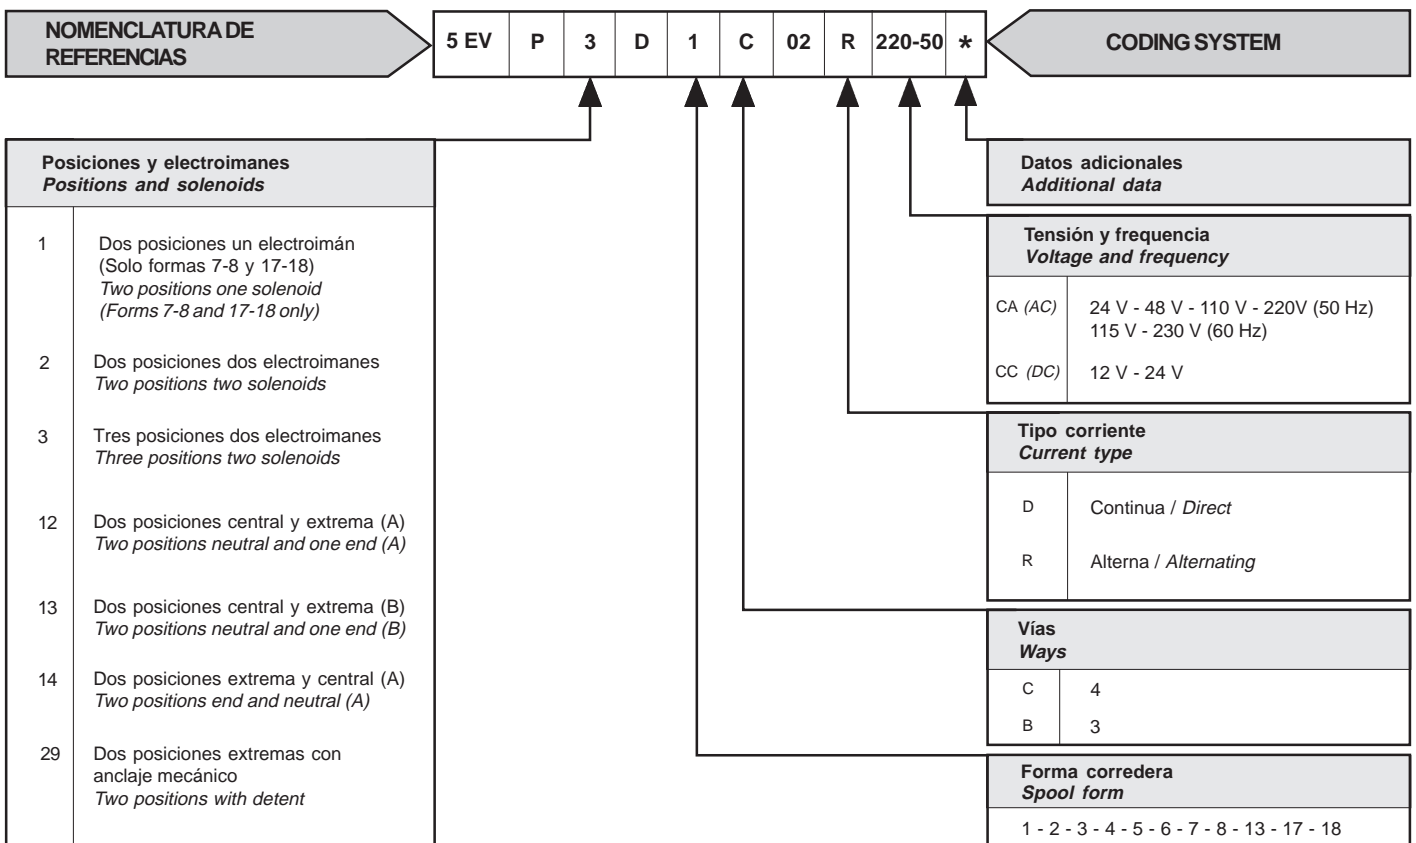 NOMENCLATURA DE
REFERENCIAS
5 EV P 3 D 1 C 02 R 220-50 *
CODING SYSTEM
Posiciones y electroimanes
Positions and solenoids
1 Dos posiciones un electroimán
(Solo formas 7-8 y 17-18)
Two positions one solenoid
(Forms 7-8 and 17-18 only)
2 Dos posiciones dos electroimanes
Two positions two solenoids
3 Tres posiciones dos electroimanes
Three positions two solenoids
12 Dos posiciones central y extrema (A)
Two positions neutral and one end (A)
13 Dos posiciones central y extrema (B)
Two positions neutral and one end (B)
14 Dos posiciones extrema y central (A)
Two positions end and neutral (A)
29 Dos posiciones extremas con
anclaje mecánico
Two positions with detent
Datos adicionales
Additional data
Tensión y frequencia
Voltage and frequency
CA (AC) 24 V - 48 V - 110 V - 220V (50 Hz)
115 V - 230 V (60 Hz)
CC (DC) 12 V - 24 V
Tipo corriente
Current type
D Continua / Direct
R Alterna / Alternating
Vías
Ways
C 4
B 3
Forma corredera
Spool form
1 - 2 - 3 - 4 - 5 - 6 - 7 - 8 - 13 - 17 - 18